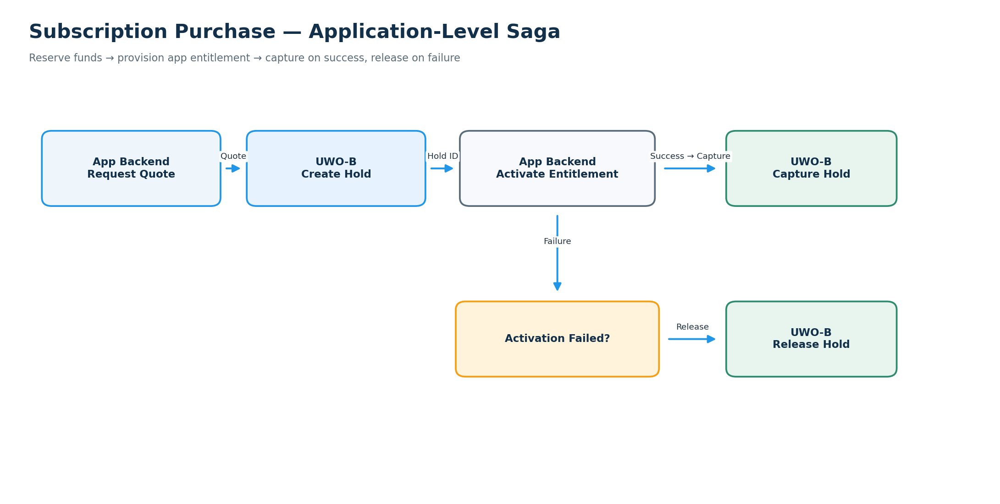 Subscription Purchase — Application-Level Saga
Reserve funds → provision app entitlement → capture on success, release on failure
App Backend
Request Quote
Quote
UWO-B
Create Hold
Hold ID
App Backend
Activate Entitlement
Success → Capture
UWO-B
Capture Hold
Failure
Activation Failed?
Release
UWO-B
Release Hold